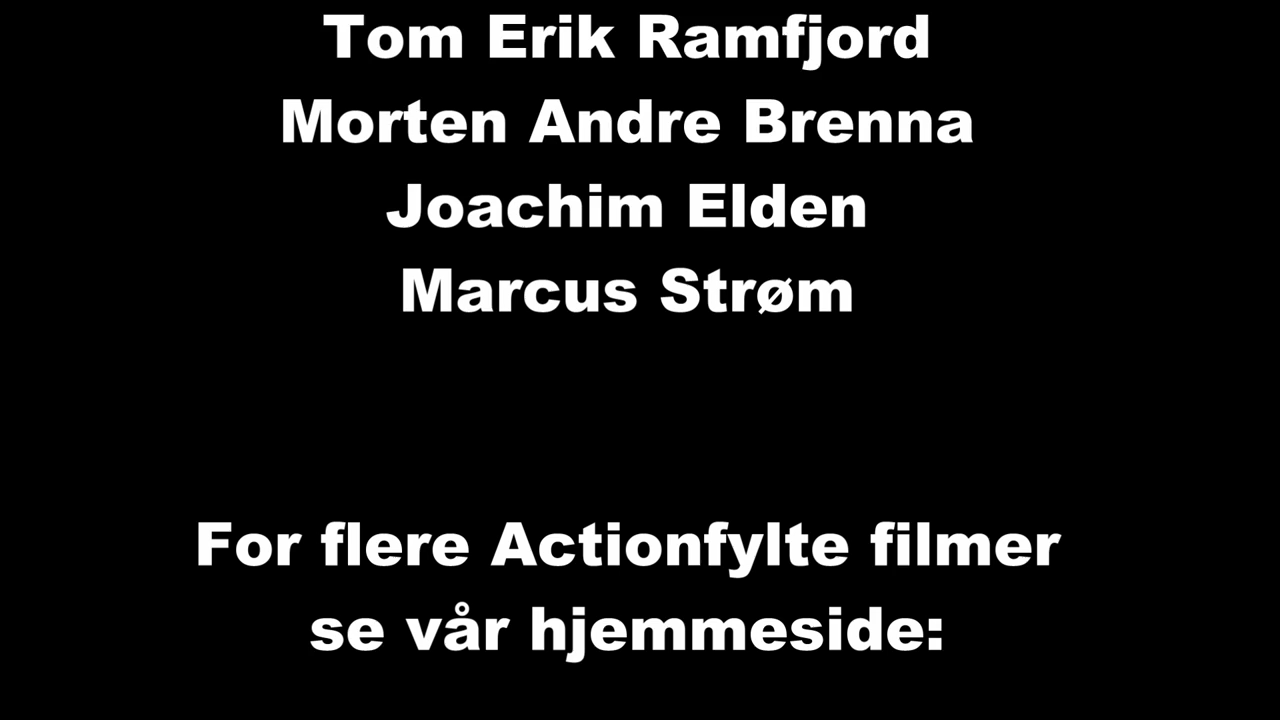 Tom Erik Ramfjord
Morten Andre Brenna
Joachim Elden
Marcus Strøm
For flere Actionfylte filmer
se vår hjemmeside: